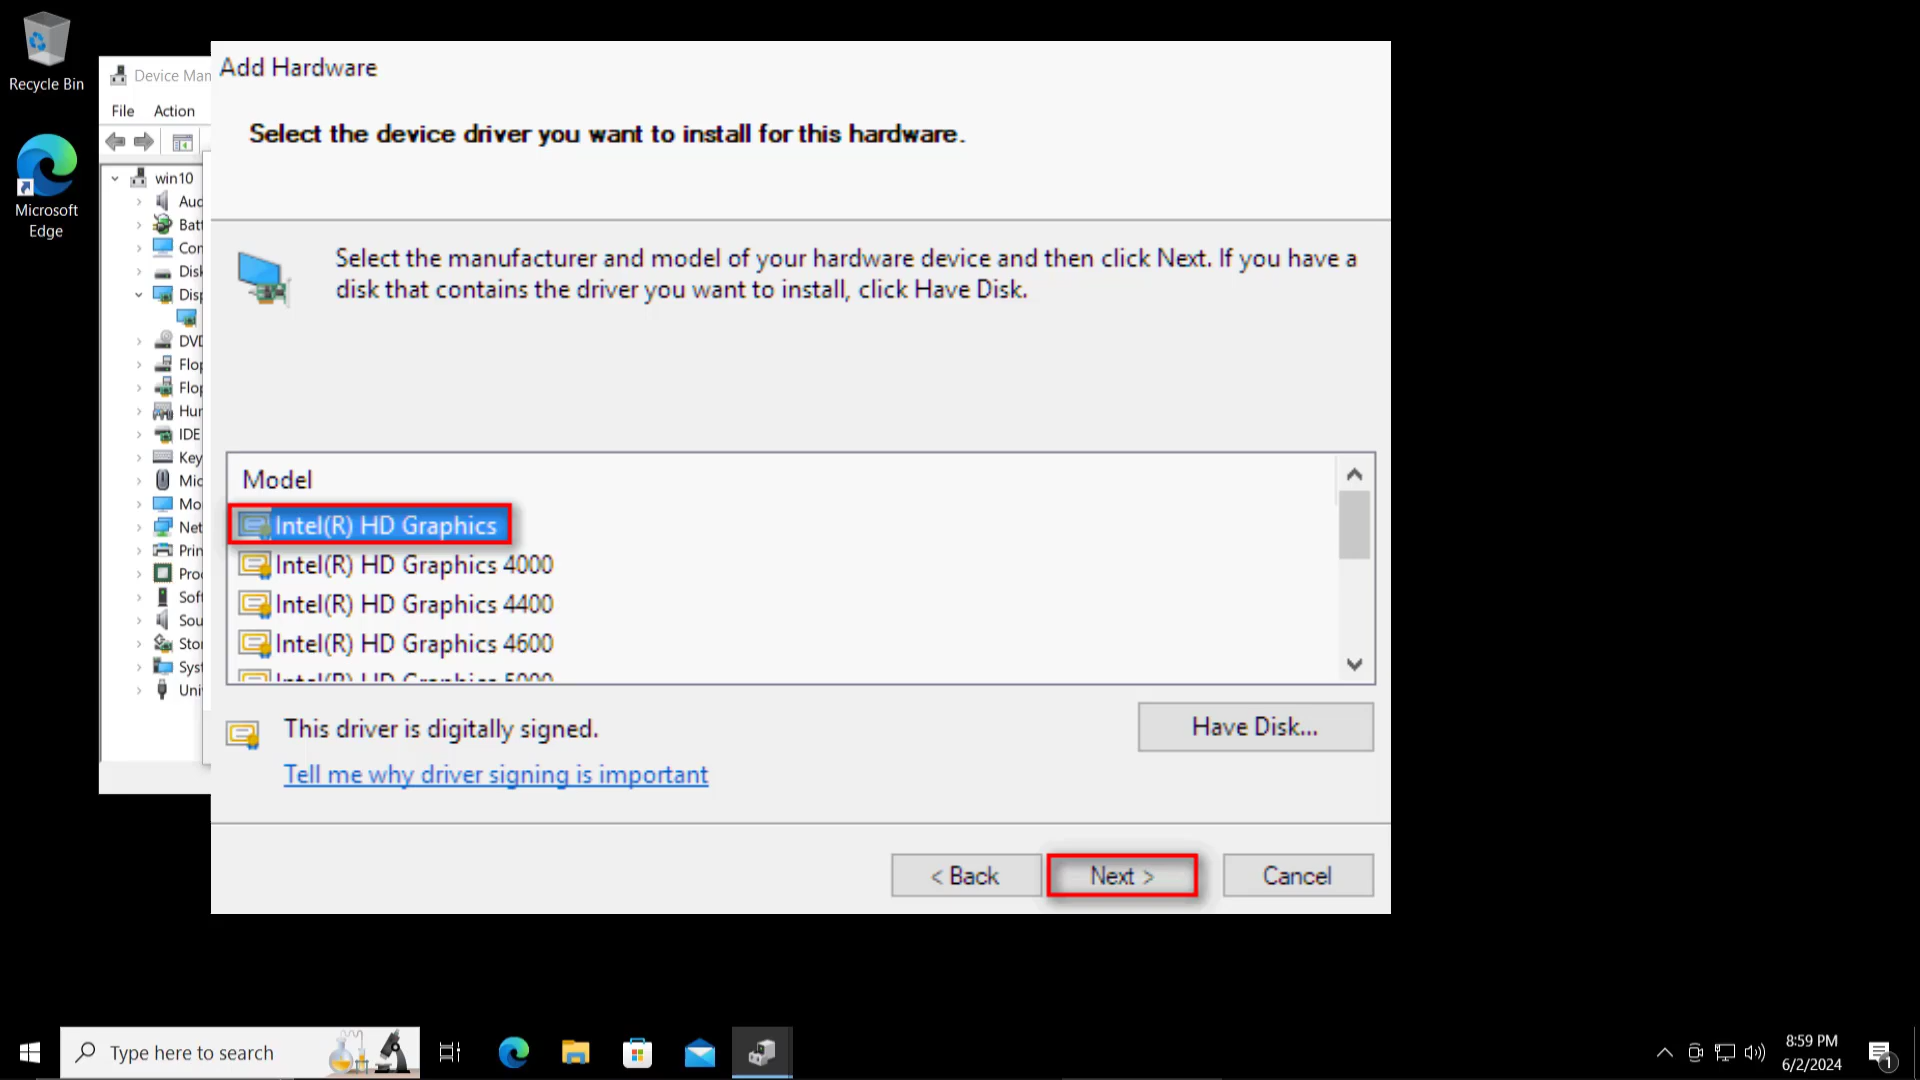 Recycle Bin
Microsoft
Edge
Device Man
File Action
win10
Aud
Batt
Con
Disk
Disp
DVD
Flop
Flop
Hur
IDE
Key
Mic
Mo
Net
Prin
Proc
Soft
Sou
Stor
Syst
Uni
Add Hardware
Select the device driver you want to install for this hardware.
Select the manufacturer and model of your hardware device and then click Next. If you have a
disk that contains the driver you want to install, click Have Disk.
Model
Intel(R) HD Graphics
Intel(R) HD Graphics 4000
Intel(R) HD Graphics 4400
Intel(R) HD Graphics 4600
Intel(R) HD Graphics 5000
This driver is digitally signed.
Have Disk...
Tell me why driver signing is important
< Back
Next >
Cancel
Type here to search
8:59 PM
6/2/2024
1